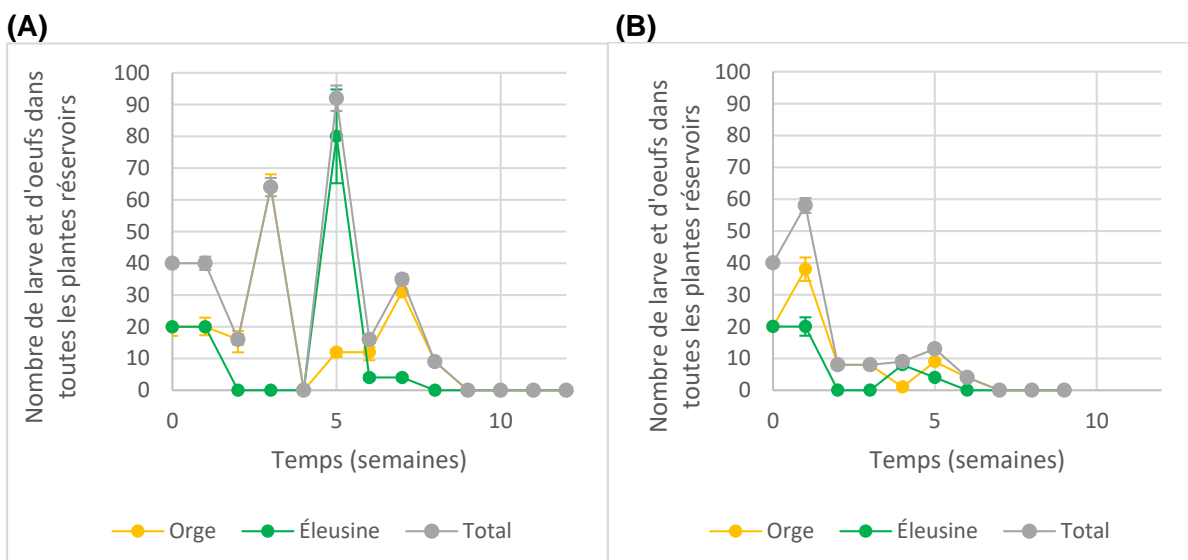 (A)
Nombre de larve et d'oeufs dans
toutes les plantes réservoirs
100
90
80
70
60
50
40
30
20
10
0
0
5
10
Temps (semaines)
Orge
Éleusine
Total
(B)
Nombre de larve et d'oeufs dans
toutes les plantes réservoirs
100
90
80
70
60
50
40
30
20
10
0
0
5
10
Temps (semaines)
Orge
Éleusine
Total